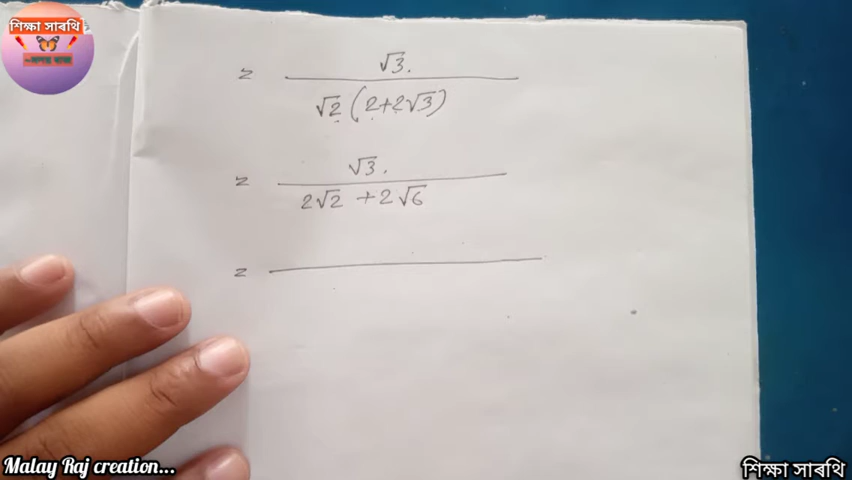 শিক্ষা সাৰথি
= √3.
√2 (2+2√3)
= √3.
2√2 + 2√6
=
Malay Raj creation...
শিক্ষা সাৰথি